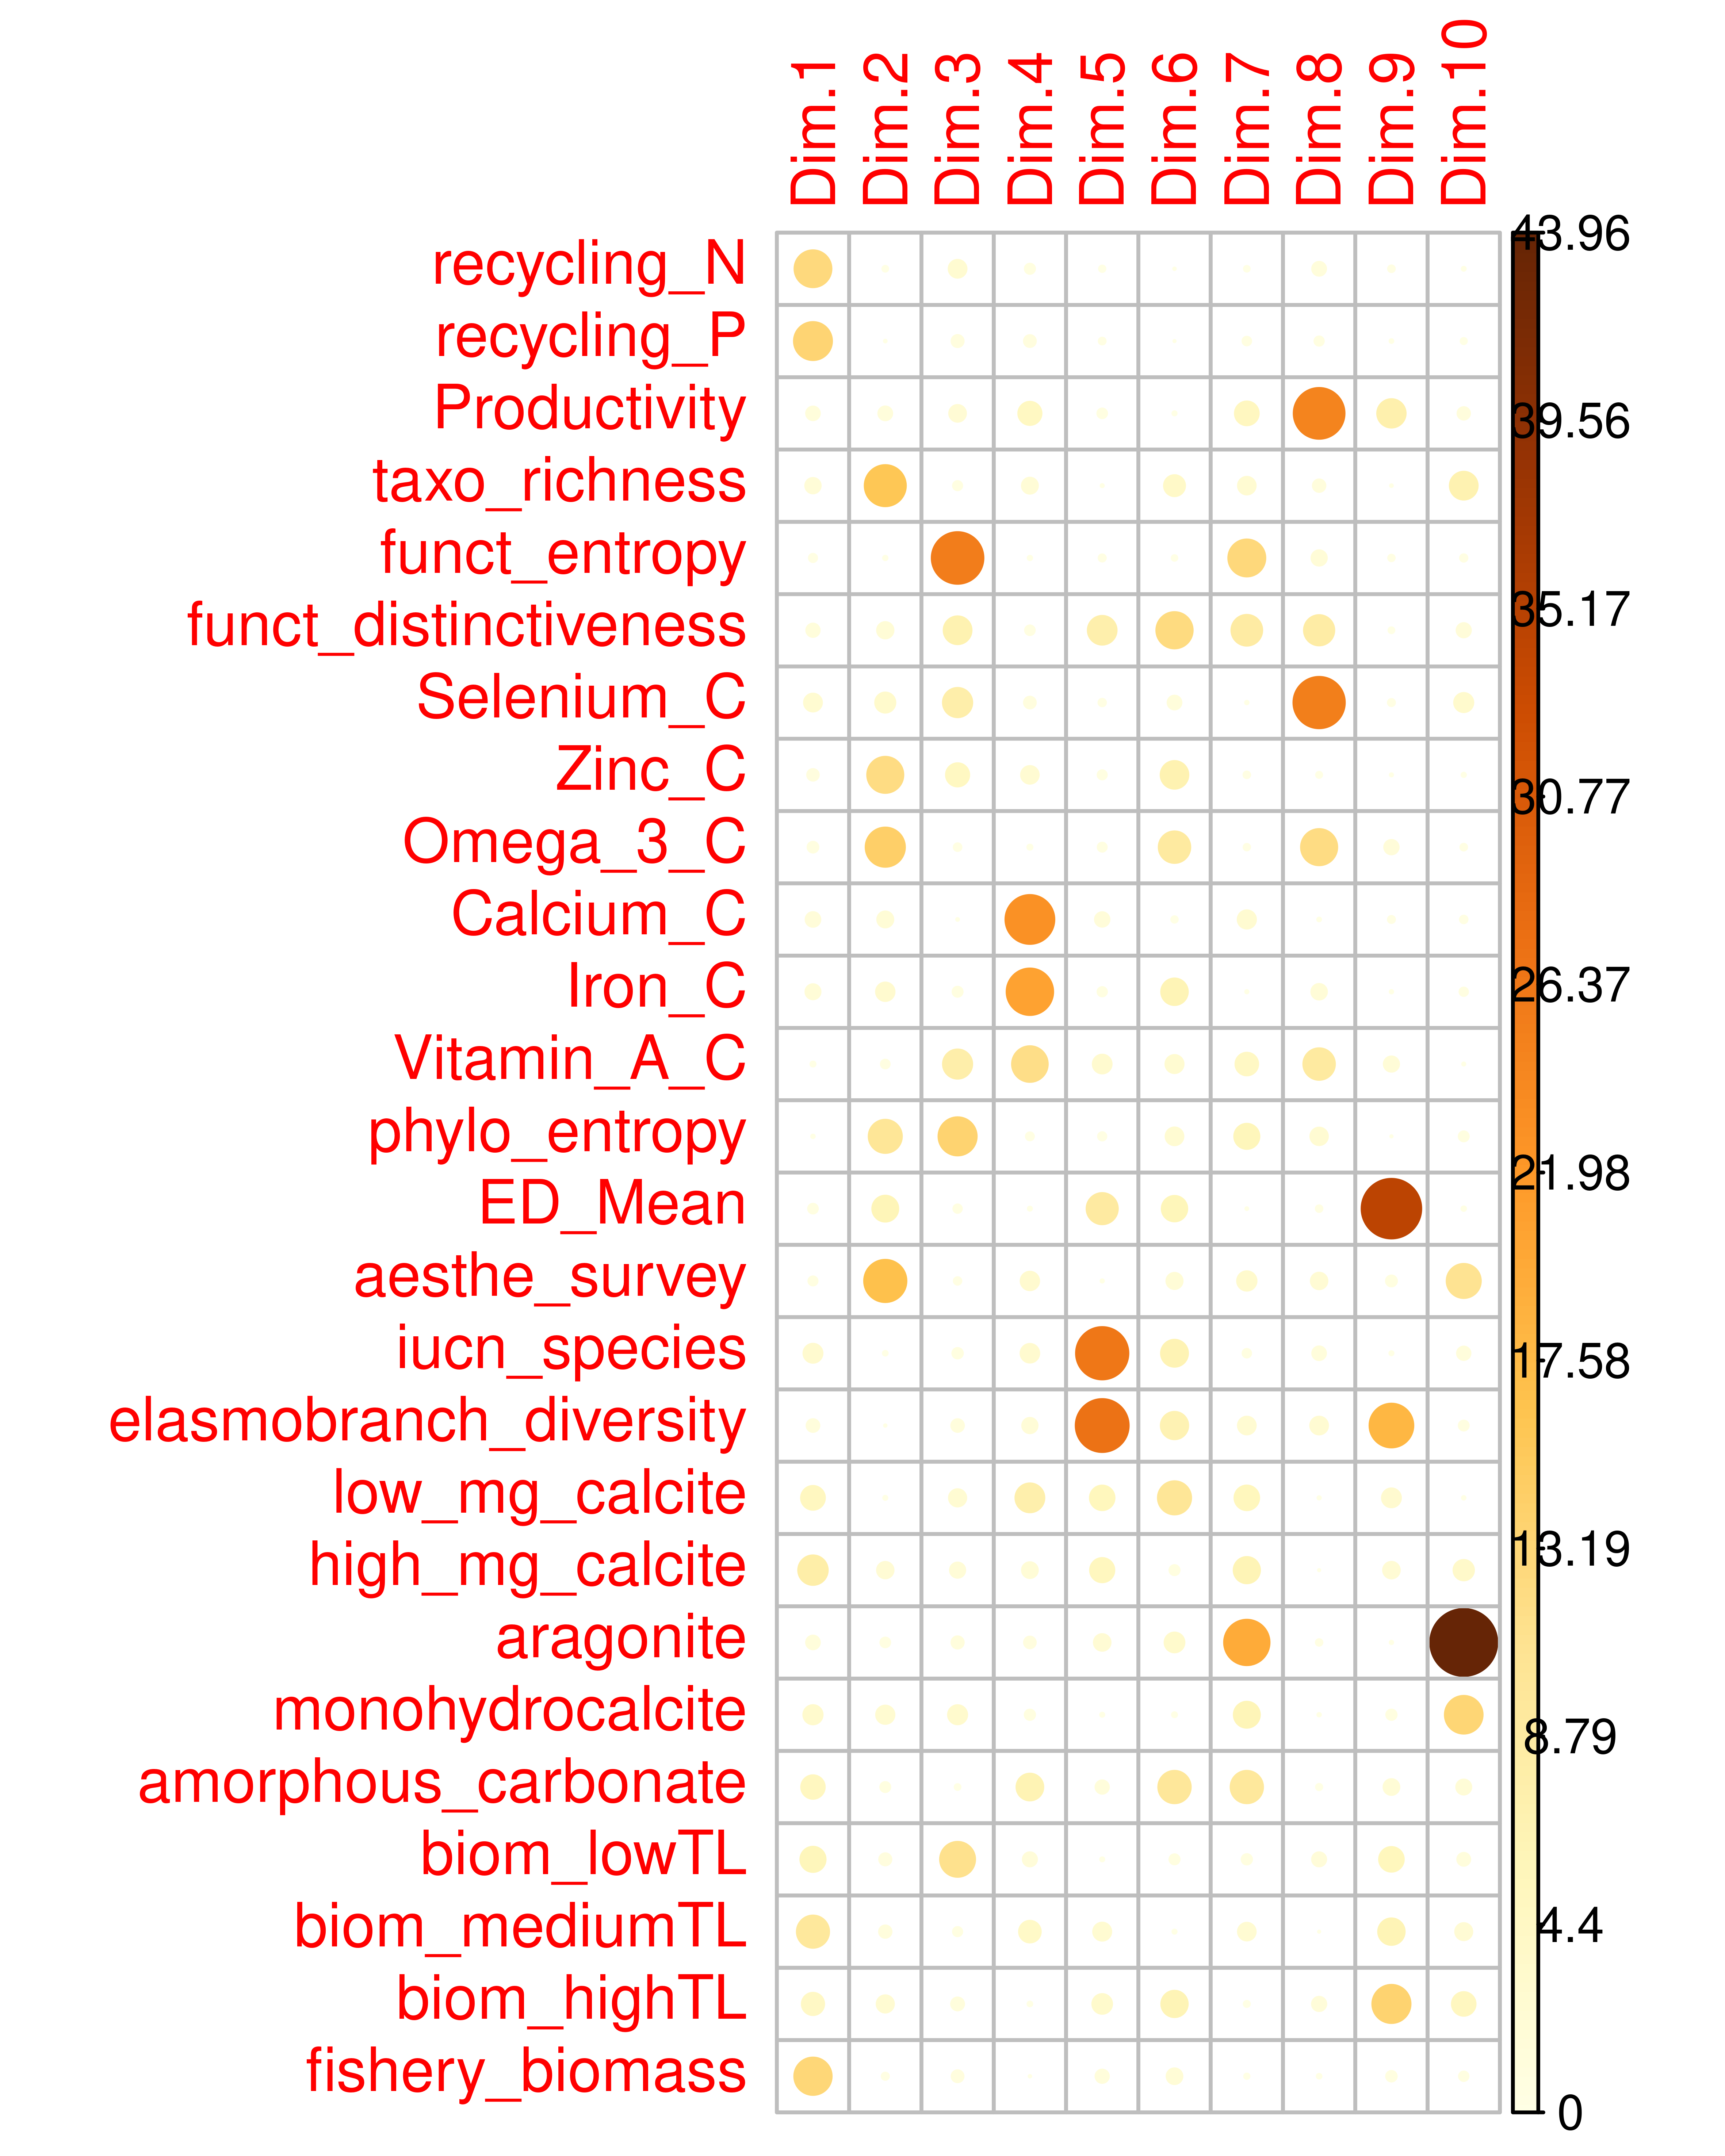 Dim.1 Dim.2 Dim.3 Dim.4 Dim.5 Dim.6 Dim.7 Dim.8 Dim.9 Dim.10
recycling_N
recycling_P
Productivity
taxo_richness
funct_entropy
funct_distinctiveness
Selenium_C
Zinc_C
Omega_3_C
Calcium_C
Iron_C
Vitamin_A_C
phylo_entropy
ED_Mean
aesthe_survey
iucn_species
elasmobranch_diversity
low_mg_calcite
high_mg_calcite
aragonite
monohydrocalcite
amorphous_carbonate
biom_lowTL
biom_mediumTL
biom_highTL
fishery_biomass
43.96
39.56
35.17
30.77
26.37
21.98
17.58
13.19
8.79
4.4
0